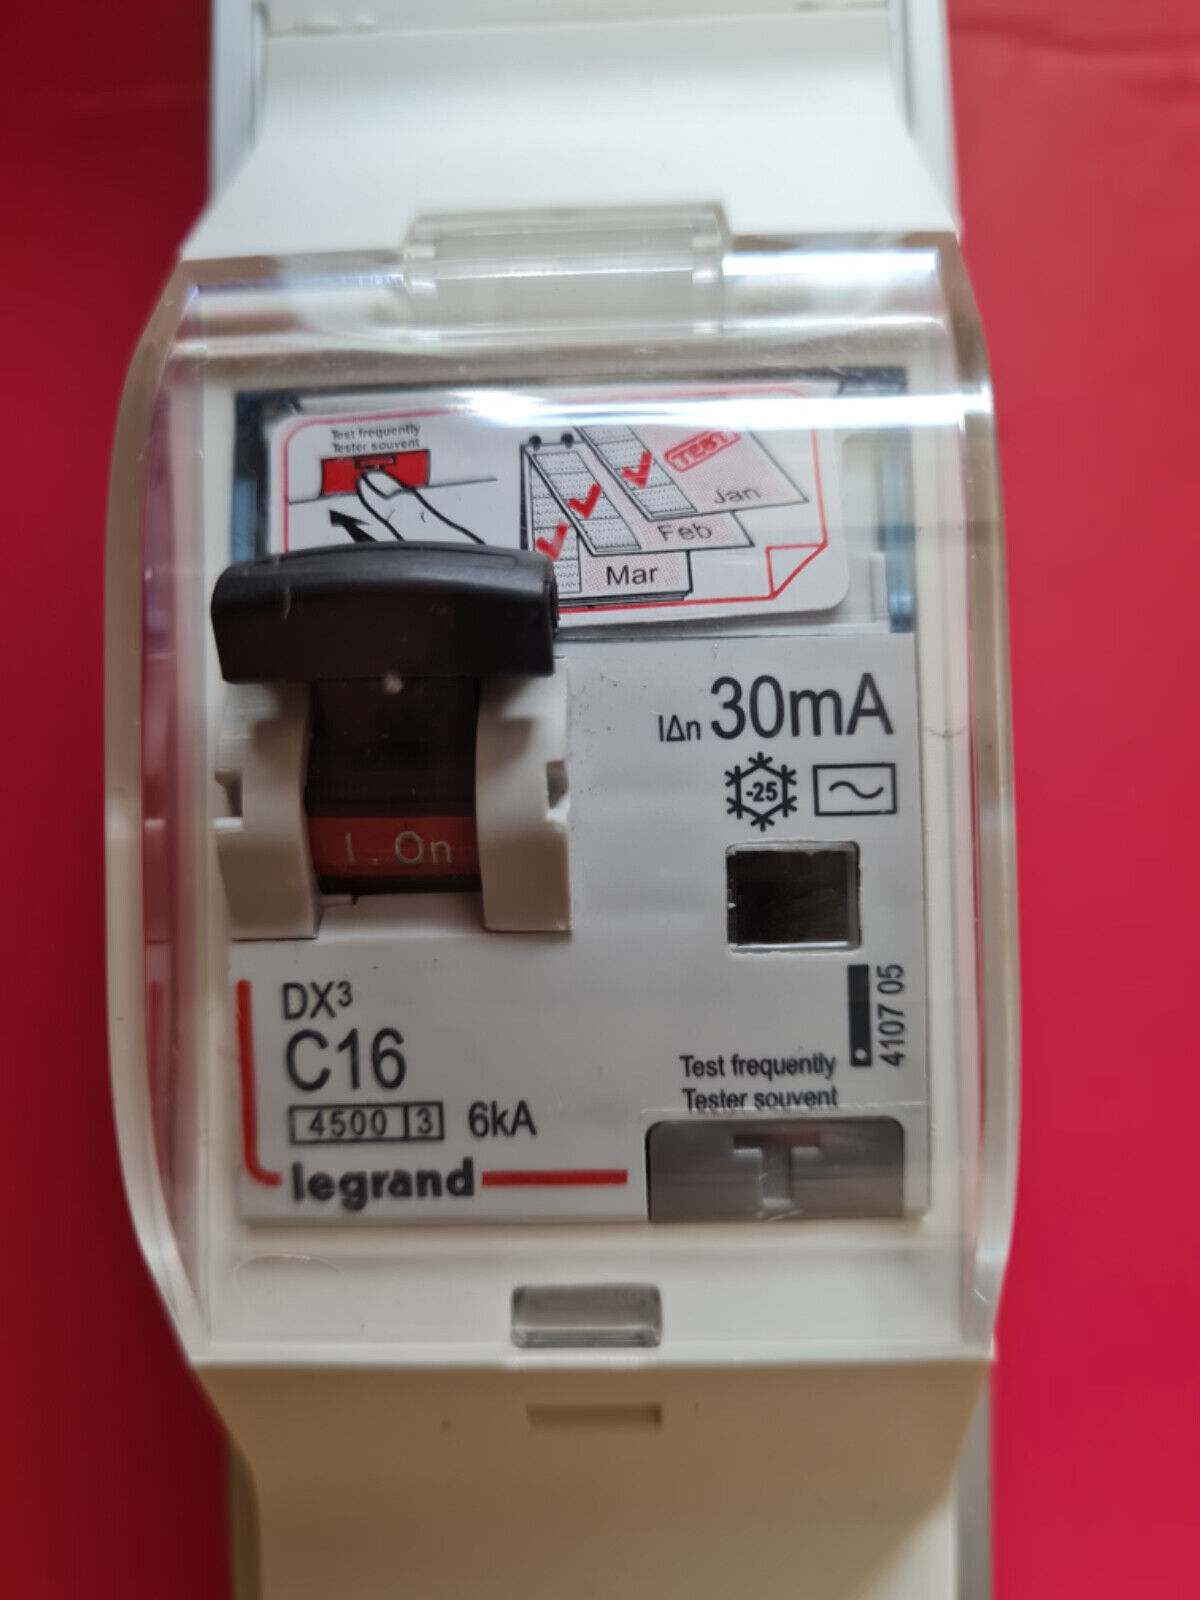 Test frequently
Tester souvent
TEST
Jan
Feb
Mar
IΔn 30mA
-25
I . On
DX³
C16
4500 3 6kA
legrand
4107 05
Test frequently
Tester souvent
T